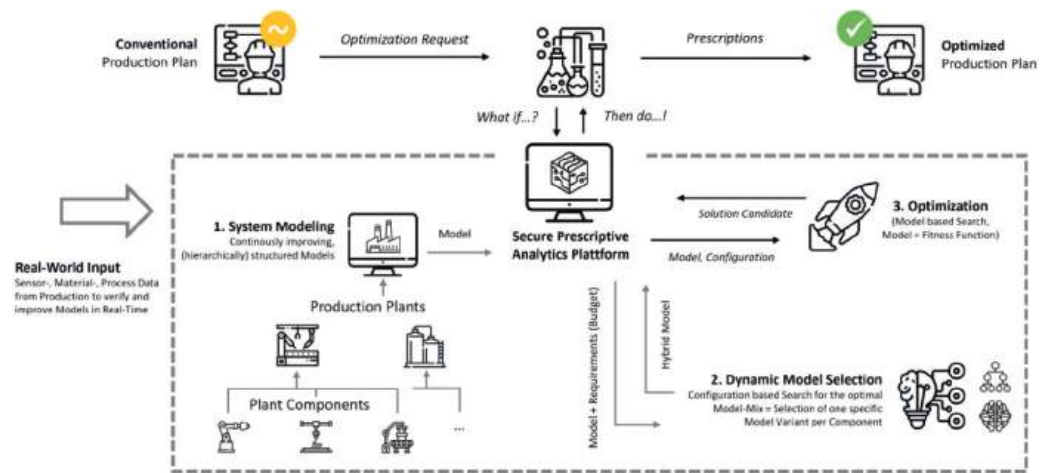 Conventional
Production Plan
Optimization Request
Prescriptions
Optimized
Production Plan
What if...?
Then do...!
Real-World Input
Sensor-, Material-, Process Data
from Production to verify and
improve Models in Real-Time
1. System Modeling
Continously improving,
(hierarchically) structured Models
Model
Secure Prescriptive
Analytics Plattform
Solution Candidate
Model, Configuration
3. Optimization
(Model based Search,
Model = Fitness Function)
Production Plants
Plant Components
...
Model + Requirements (Budget)
Hybrid Model
2. Dynamic Model Selection
Configuration based Search for the optimal
Model-Mix = Selection of one specific
Model Variant per Component